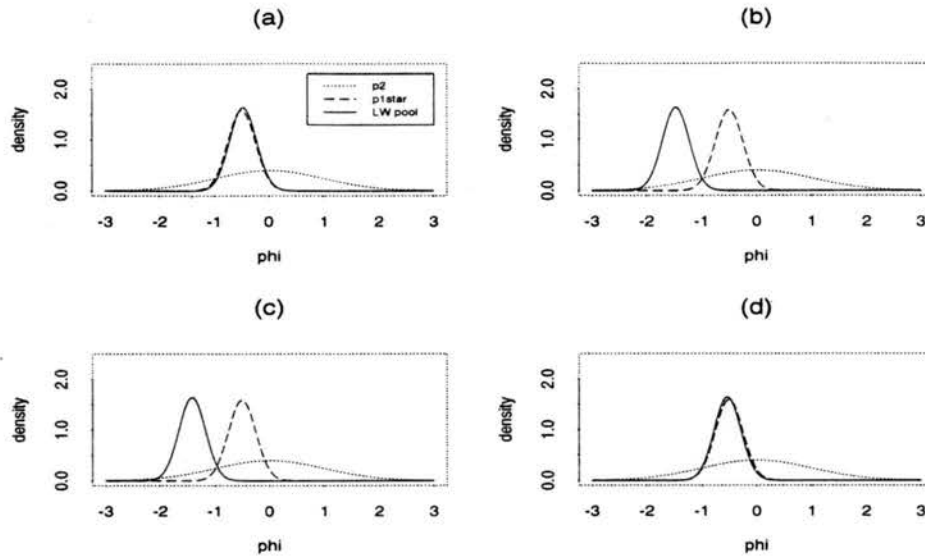 (a)
density
0.0 1.0 2.0
p2
p1star
LW pool
-3 -2 -1 0 1 2 3
phi
(b)
density
0.0 1.0 2.0
-3 -2 -1 0 1 2 3
phi
(c)
density
0.0 1.0 2.0
-3 -2 -1 0 1 2 3
phi
(d)
density
0.0 1.0 2.0
-3 -2 -1 0 1 2 3
phi